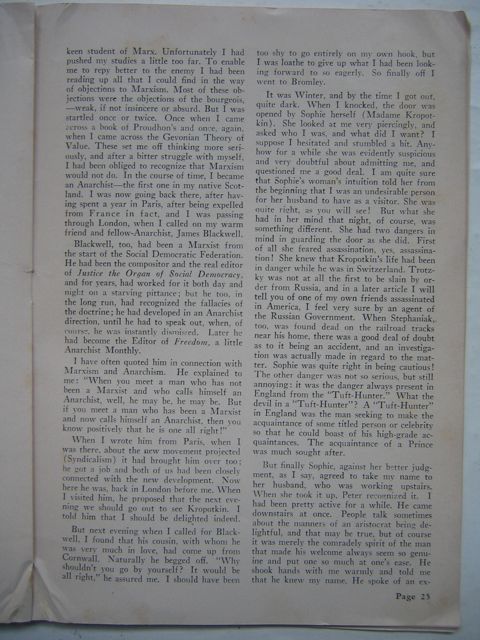 keen student of Marx. Unfortunately I had
pushed my studies a little too far. To enable
me to repy better to the enemy I had been
reading up all that I could find in the way
of objections to Marxism. Most of these ob-
jections were the objections of the bourgeois,
—weak, if not insincere or absurd. But I was
startled once or twice. Once when I came
across a book of Proudhon's and once, again,
when I came across the Gevonian Theory of
Value. These set me off thinking more seri-
ously, and after a bitter struggle with myself,
I had been obliged to recognize that Marxism
would not do. In the course of time, I became
an Anarchist—the first one in my native Scot-
land. I was now going back there, after hav-
ing spent a year in Paris, after being expelled
from France in fact, and I was passing
through London, when I called on my warm
friend and fellow-Anarchist, James Blackwell.
Blackwell, too, had been a Marxist from
the start of the Social Democratic Federation.
He had been the compositor and the real editor
of Justice the Organ of Social Democracy,
and for years, had worked for it both day and
night on a starving pittance; but he too, in
the long run, had recognized the fallacies of
the doctrine; he had developed in an Anarchist
direction, until he had to speak out, when, of
course, he was instantly dismissed. Later he
had become the Editor of Freedom, a little
Anarchist Monthly.
I have often quoted him in connection with
Marxism and Anarchism. He explained to
me: "When you meet a man who has not
been a Marxist and who calls himself an
Anarchist, well, he may be, he may be. But
if you meet a man who has been a Marxist
and now calls himself an Anarchist, then you
know positively that he is one all right!"
When I wrote him from Paris, when I
was there, about the new movement projected
(Syndicalism) it had brought him over too;
he got a job and both of us had been closely
connected with the new development. Now
here he was, back in London before me. When
I visited him, he proposed that the next eve-
ning we should go out to see Kropotkin. I
told him that I should be delighted indeed.
But next evening when I called for Black-
well, I found that his cousin, with whom he
was very much in love, had come up from
Cornwall. Naturally he begged off. "Why
shouldn't you go by yourself? It would be
all right," he assured me. I should have been
too shy to go entirely on my own hook, but
I was loathe to give up what I had been look-
ing forward to so eagerly. So finally off I
went to Bromley.
It was Winter, and by the time I got out,
quite dark. When I knocked, the door was
opened by Sophie herself (Madame Kropot-
kin). She looked at me very piercingly, and
asked who I was, and what did I want? I
suppose I hesitated and stumbled a bit. Any-
how for a while she was evidently suspicious
and very doubtful about admitting me, and
questioned me a good deal. I am quite sure
that Sophie's woman's intuition told her from
the beginning that I was an undesirable person
for her husband to have as a visitor. She was
quite right, as you will see! But what she
had in her mind that night, of course, was
something different. She had two dangers in
mind in guarding the door as she did. First
of all she feared assassination, yes, assassina-
tion! She knew that Kropotkin's life had been
in danger while he was in Switzerland. Trotz-
ky was not at all the first to be slain by or-
der from Russia, and in a later article I will
tell you of one of my own friends assassinated
in America, I feel very sure by an agent of
the Russian Government. When Stephaniak,
too, was found dead on the railroad tracks
near his home, there was a good deal of doubt
as to it being an accident, and an investiga-
tion was actually made in regard to the mat-
ter. Sophie was quite right in being cautious!
The other danger was not so serious, but still
annoying: it was the danger always present in
England from the "Tuft-Hunter." What the
devil in a "Tuft-Hunter"? A "Tuft-Hunter"
in England was the man seeking to make the
acquaintance of some titled person or celebrity
so that he could boast of his high-grade ac-
quaintances. The acquaintance of a Prince
was much sought after.
But finally Sophie, against her better judg-
ment, as I say, agreed to take my name to
her husband, who was working upstairs.
When she took it up, Peter recognized it. I
had been pretty active for a while. He came
downstairs at once. People talk sometimes
about the manners of an aristocrat being de-
lightful, and that may be true, but of course
it was merely the comradely spirit of the man
that made his welcome always seem so genu-
ine and put one so much at one's ease. He
shook hands with me warmly and told me
that he knew my name. He spoke of an ex-
Page 25